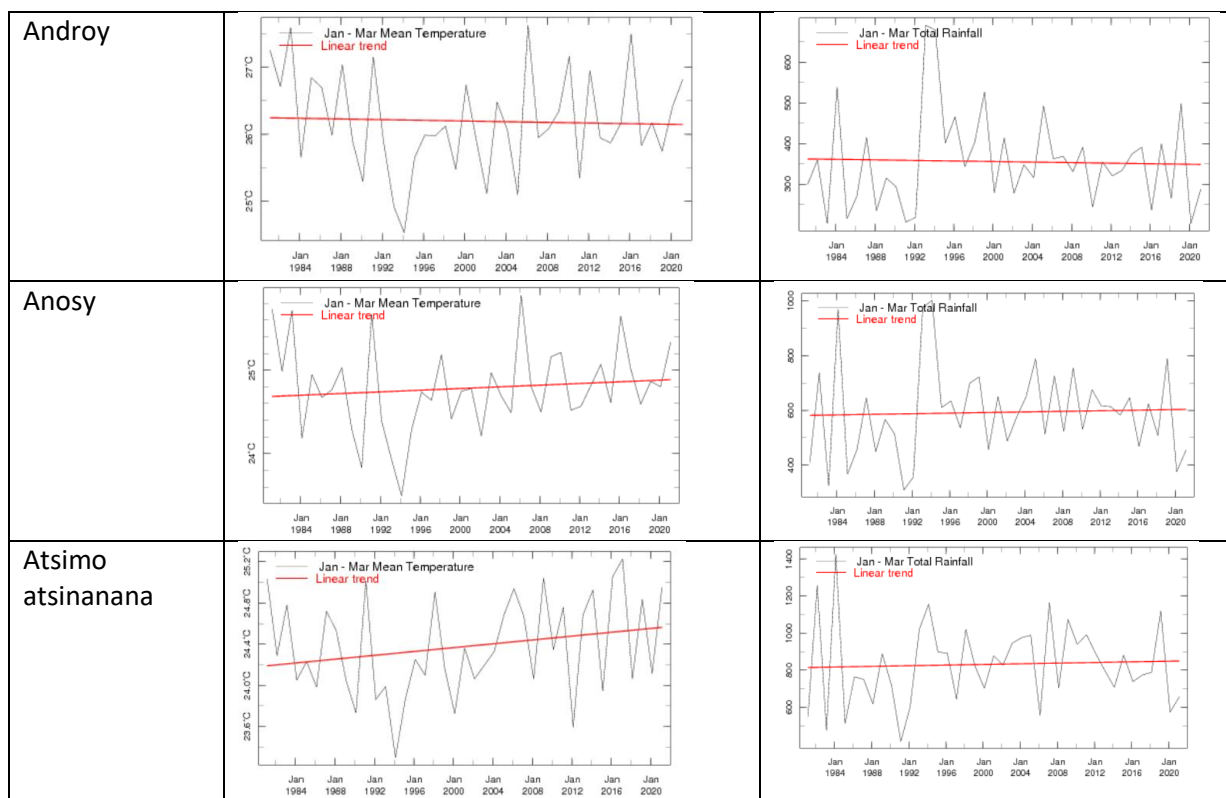 Androy
Jan - Mar Mean Temperature
Linear trend
27°C
26°C
25°C
Jan Jan Jan Jan Jan Jan Jan Jan Jan Jan
1984 1988 1992 1996 2000 2004 2008 2012 2016 2020
Jan - Mar Total Rainfall
Linear trend
600
500
400
300
Jan Jan Jan Jan Jan Jan Jan Jan Jan Jan
1984 1988 1992 1996 2000 2004 2008 2012 2016 2020
Anosy
Jan - Mar Mean Temperature
Linear trend
25°C
24°C
Jan Jan Jan Jan Jan Jan Jan Jan Jan Jan
1984 1988 1992 1996 2000 2004 2008 2012 2016 2020
Jan - Mar Total Rainfall
Linear trend
1000
800
600
400
Jan Jan Jan Jan Jan Jan Jan Jan Jan Jan
1984 1988 1992 1996 2000 2004 2008 2012 2016 2020
Atsimo
atsinanana
Jan - Mar Mean Temperature
Linear trend
25.2°C
24.8°C
24.4°C
24.0°C
23.6°C
Jan Jan Jan Jan Jan Jan Jan Jan Jan Jan
1984 1988 1992 1996 2000 2004 2008 2012 2016 2020
Jan - Mar Total Rainfall
Linear trend
1400
1200
1000
800
600
Jan Jan Jan Jan Jan Jan Jan Jan Jan Jan
1984 1988 1992 1996 2000 2004 2008 2012 2016 2020